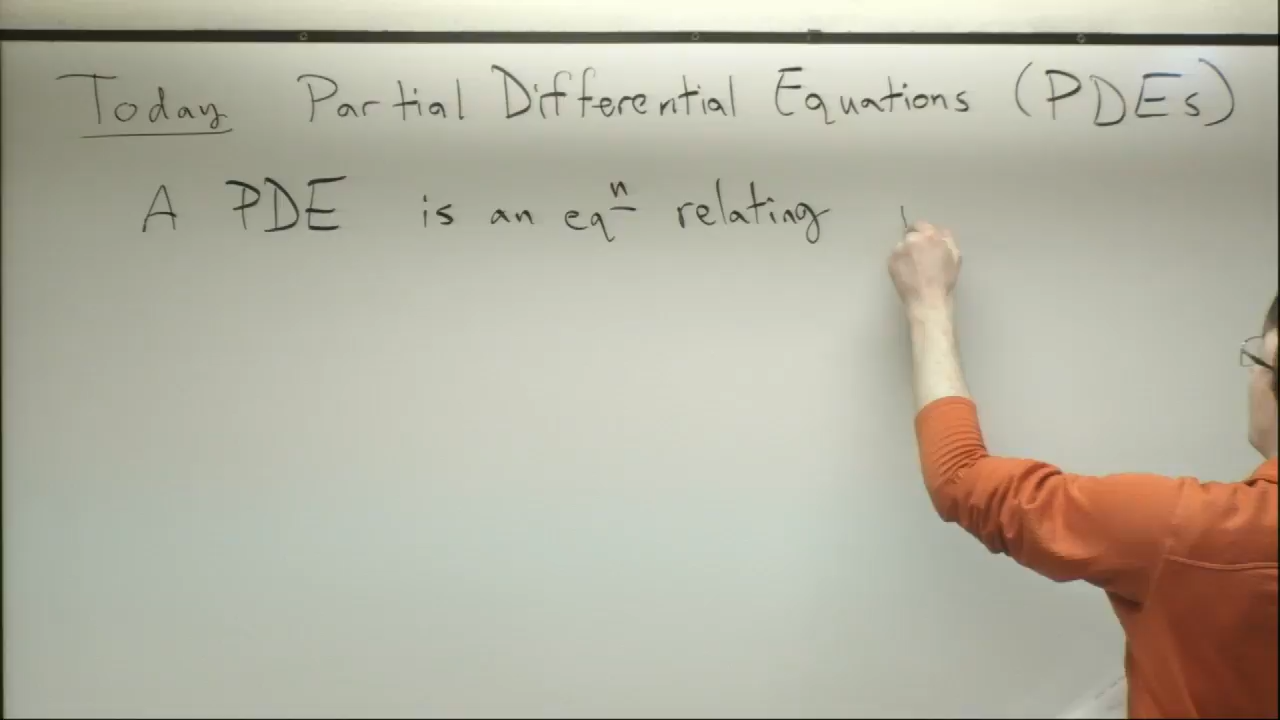 Today Partial Differential Equations (PDEs)
A PDE is an eqⁿ relating